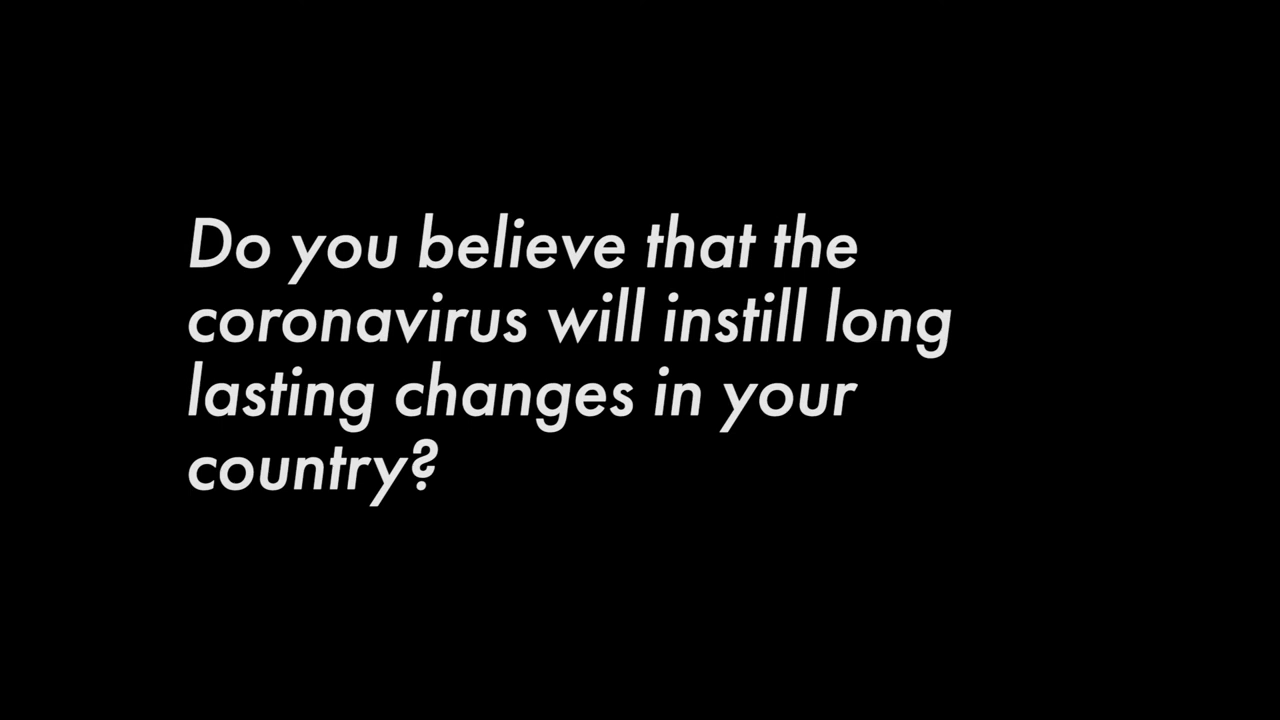 Do you believe that the
coronavirus will instill long
lasting changes in your
country?